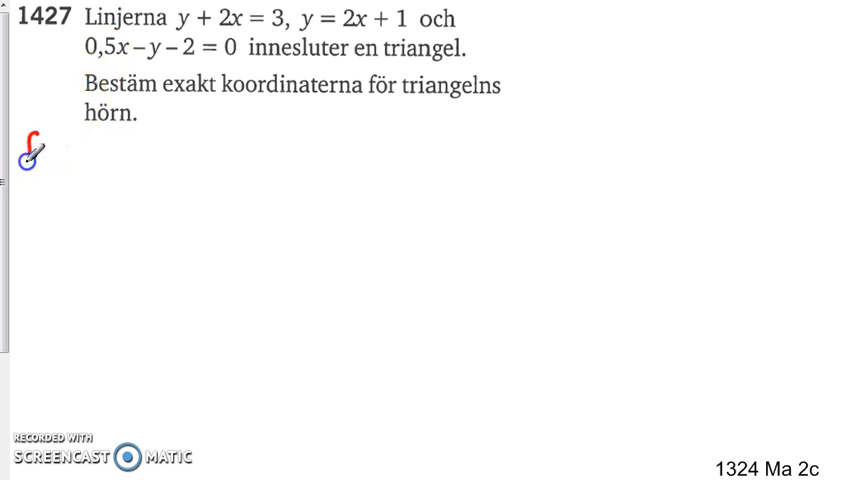 1427 Linjerna y + 2x = 3, y = 2x + 1 och
0,5x – y – 2 = 0 innesluter en triangel.
Bestäm exakt koordinaterna för triangelns
hörn.
RECORDED WITH
SCREENCAST MATIC
1324 Ma 2c